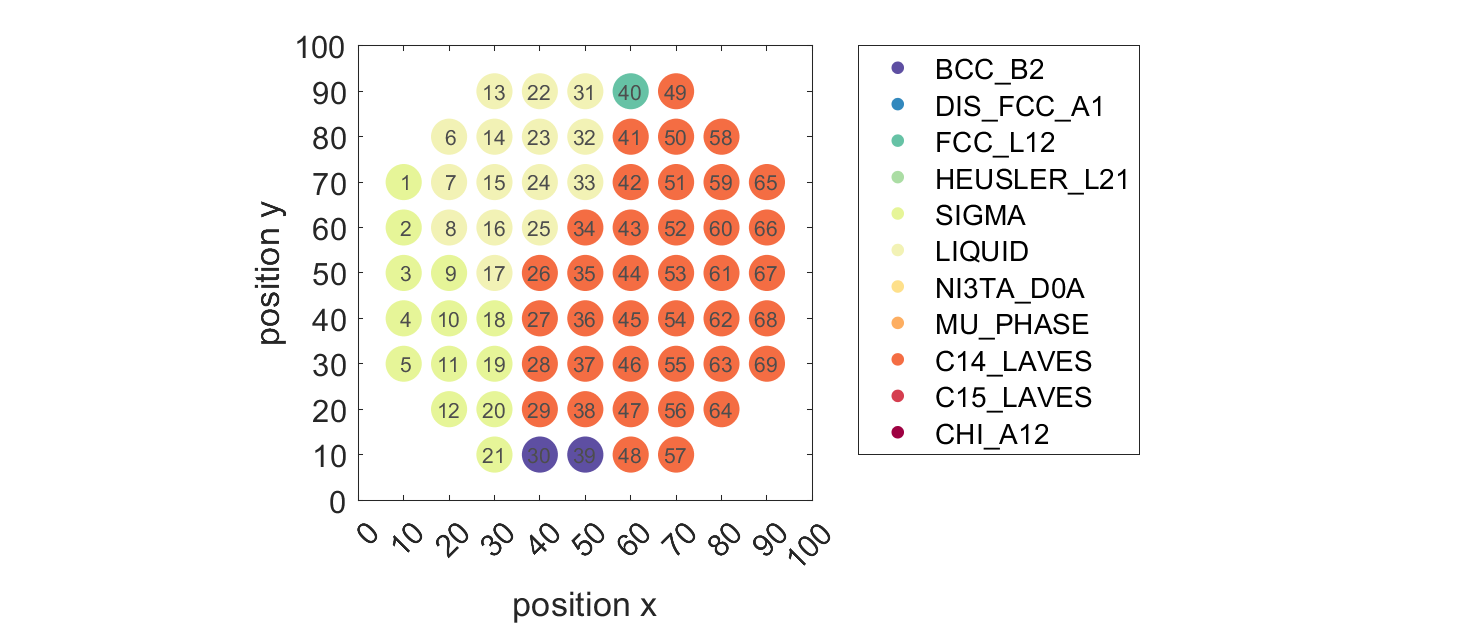 100
90
80
70
60
50
40
30
20
10
0
position y
13 22 31 40 49
6 14 23 32 41 50 58
1 7 15 24 33 42 51 59 65
2 8 16 25 34 43 52 60 66
3 9 17 26 35 44 53 61 67
4 10 18 27 36 45 54 62 68
5 11 19 28 37 46 55 63 69
12 20 29 38 47 56 64
21 30 39 48 57
0 10 20 30 40 50 60 70 80 90 100
position x
BCC_B2
DIS_FCC_A1
FCC_L12
HEUSLER_L21
SIGMA
LIQUID
NI3TA_D0A
MU_PHASE
C14_LAVES
C15_LAVES
CHI_A12